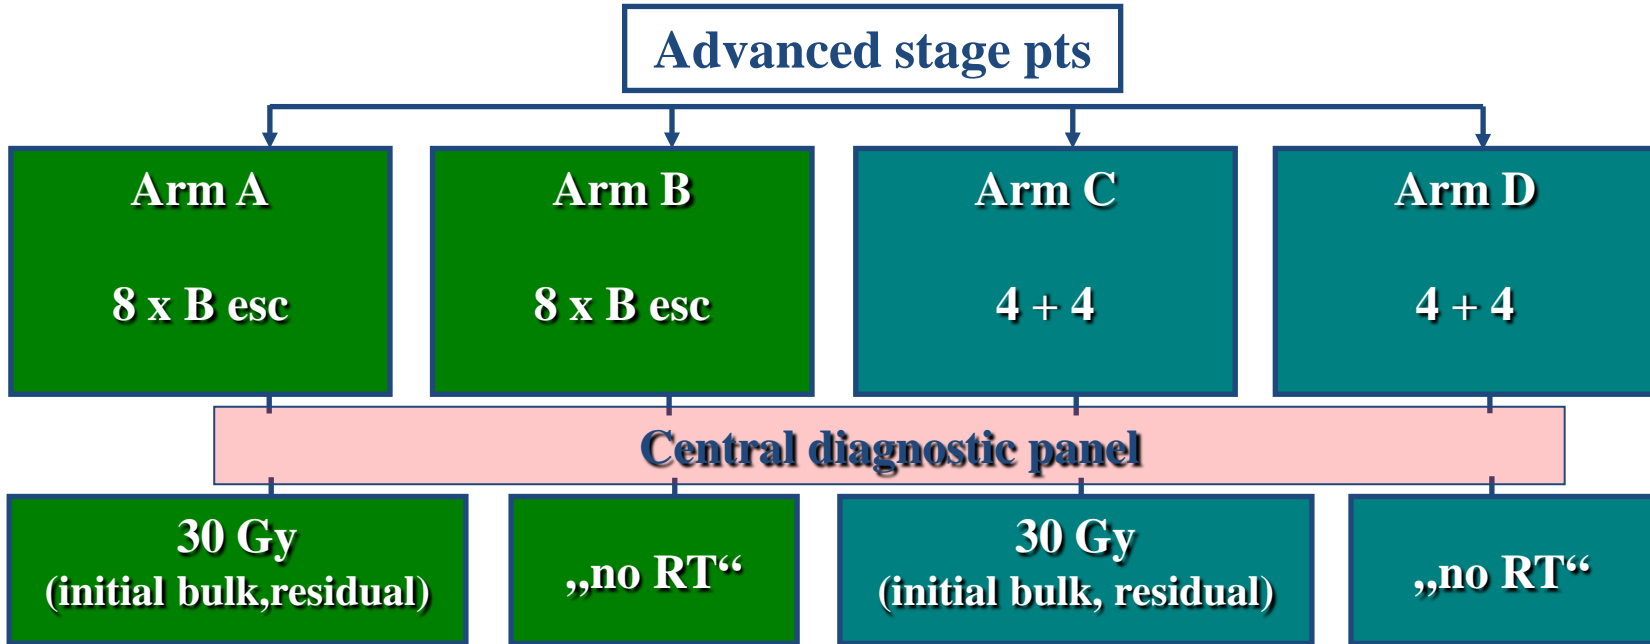 Advanced stage pts
Arm A
8 x B esc
Arm B
8 x B esc
Arm C
4 + 4
Arm D
4 + 4
Central diagnostic panel
30 Gy
(initial bulk,residual)
„no RT“
30 Gy
(initial bulk, residual)
„no RT“